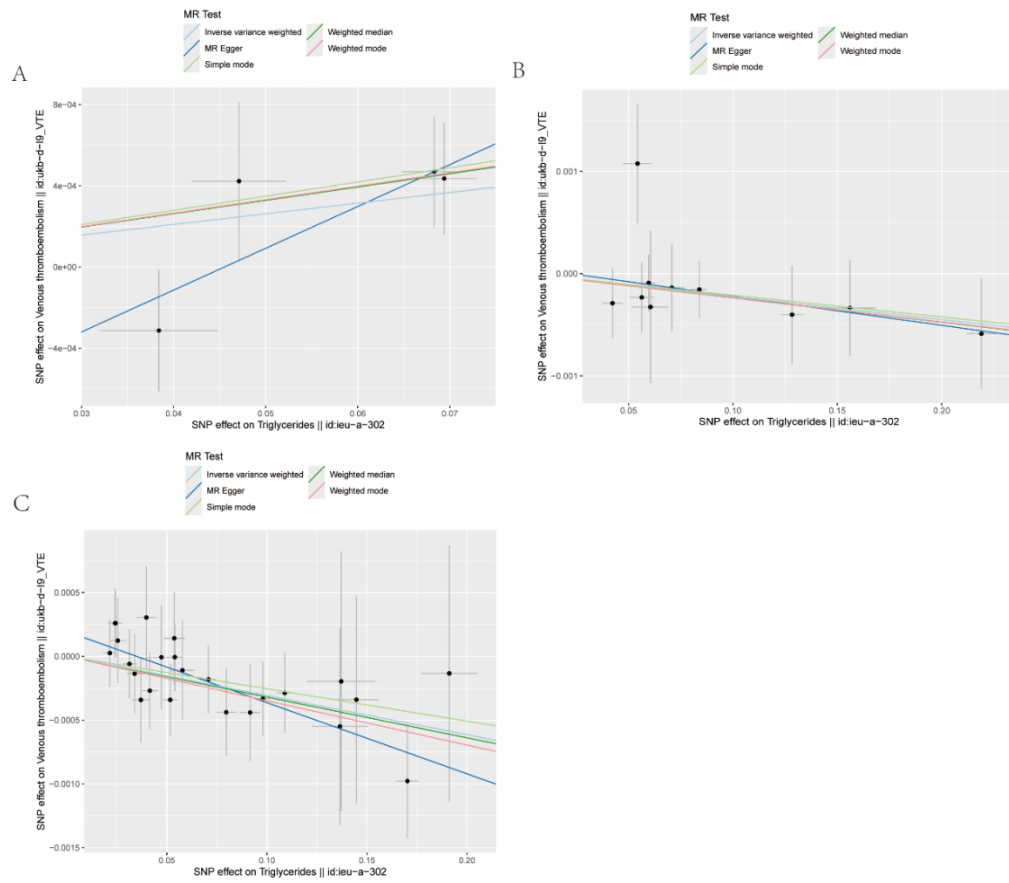 MR Test
Inverse variance weighted
Weighted median
MR Egger
Weighted mode
Simple mode
A
SNP effect on Venous thromboembolism || id:ukb-d-I9_VTE
8e-04
4e-04
0e+00
-4e-04
0.03
0.04
0.05
0.06
0.07
SNP effect on Triglycerides || id:ieu-a-302
MR Test
Inverse variance weighted
Weighted median
MR Egger
Weighted mode
Simple mode
B
SNP effect on Venous thromboembolism || id:ukb-d-I9_VTE
0.001
0.000
-0.001
0.05
0.10
0.15
0.20
SNP effect on Triglycerides || id:ieu-a-302
MR Test
Inverse variance weighted
Weighted median
MR Egger
Weighted mode
Simple mode
C
SNP effect on Venous thromboembolism || id:ukb-d-I9_VTE
0.0005
0.0000
-0.0005
-0.0010
-0.0015
0.05
0.10
0.15
0.20
SNP effect on Triglycerides || id:ieu-a-302